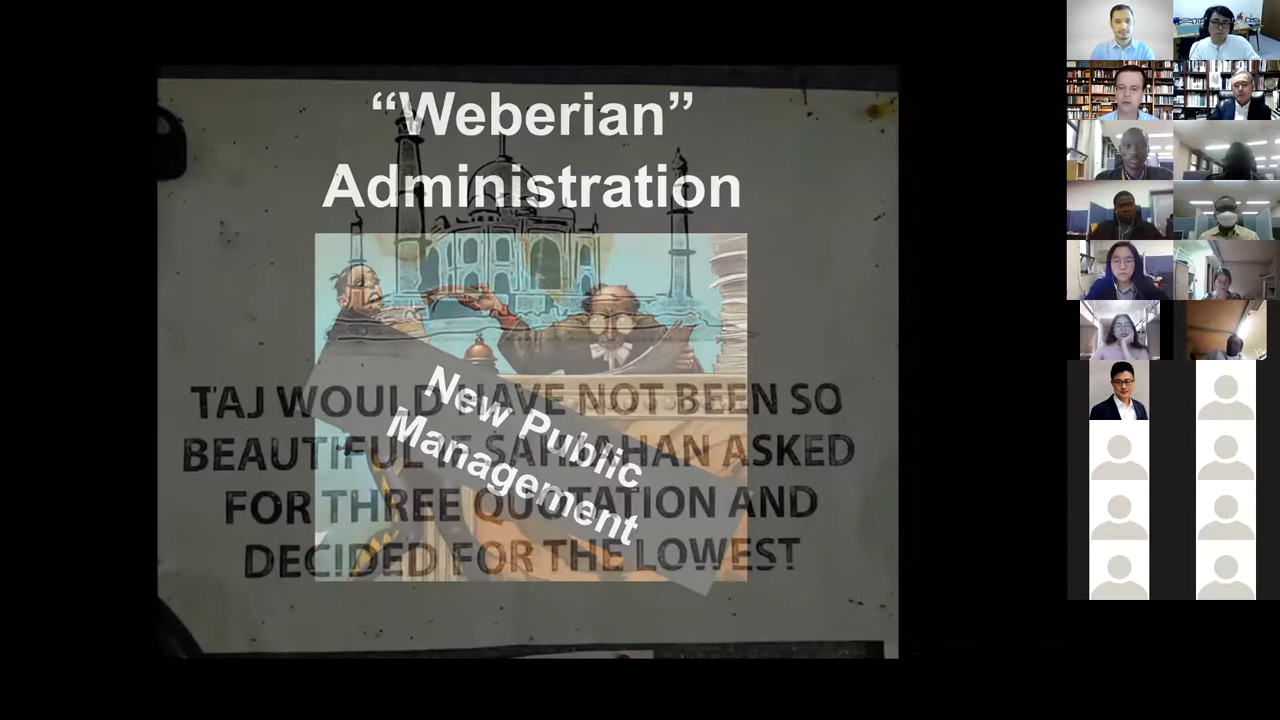 “Weberian”
Administration
New Public
Management
TAJ WOULD HAVE NOT BEEN SO
BEAUTIFUL IF SAHJAHAN ASKED
FOR THREE QUOTATION AND
DECIDED FOR THE LOWEST